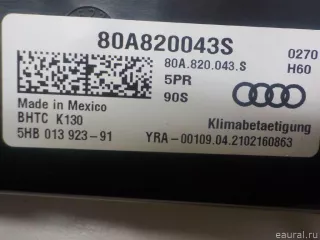 80A820043S
80A.820.043.S
0270
5PR
H60
90S
Made in Mexico
BHTC K130
Klimabetaetigung
5HB 013 923-91
YRA-00109.04.2102160863
eaural.ru